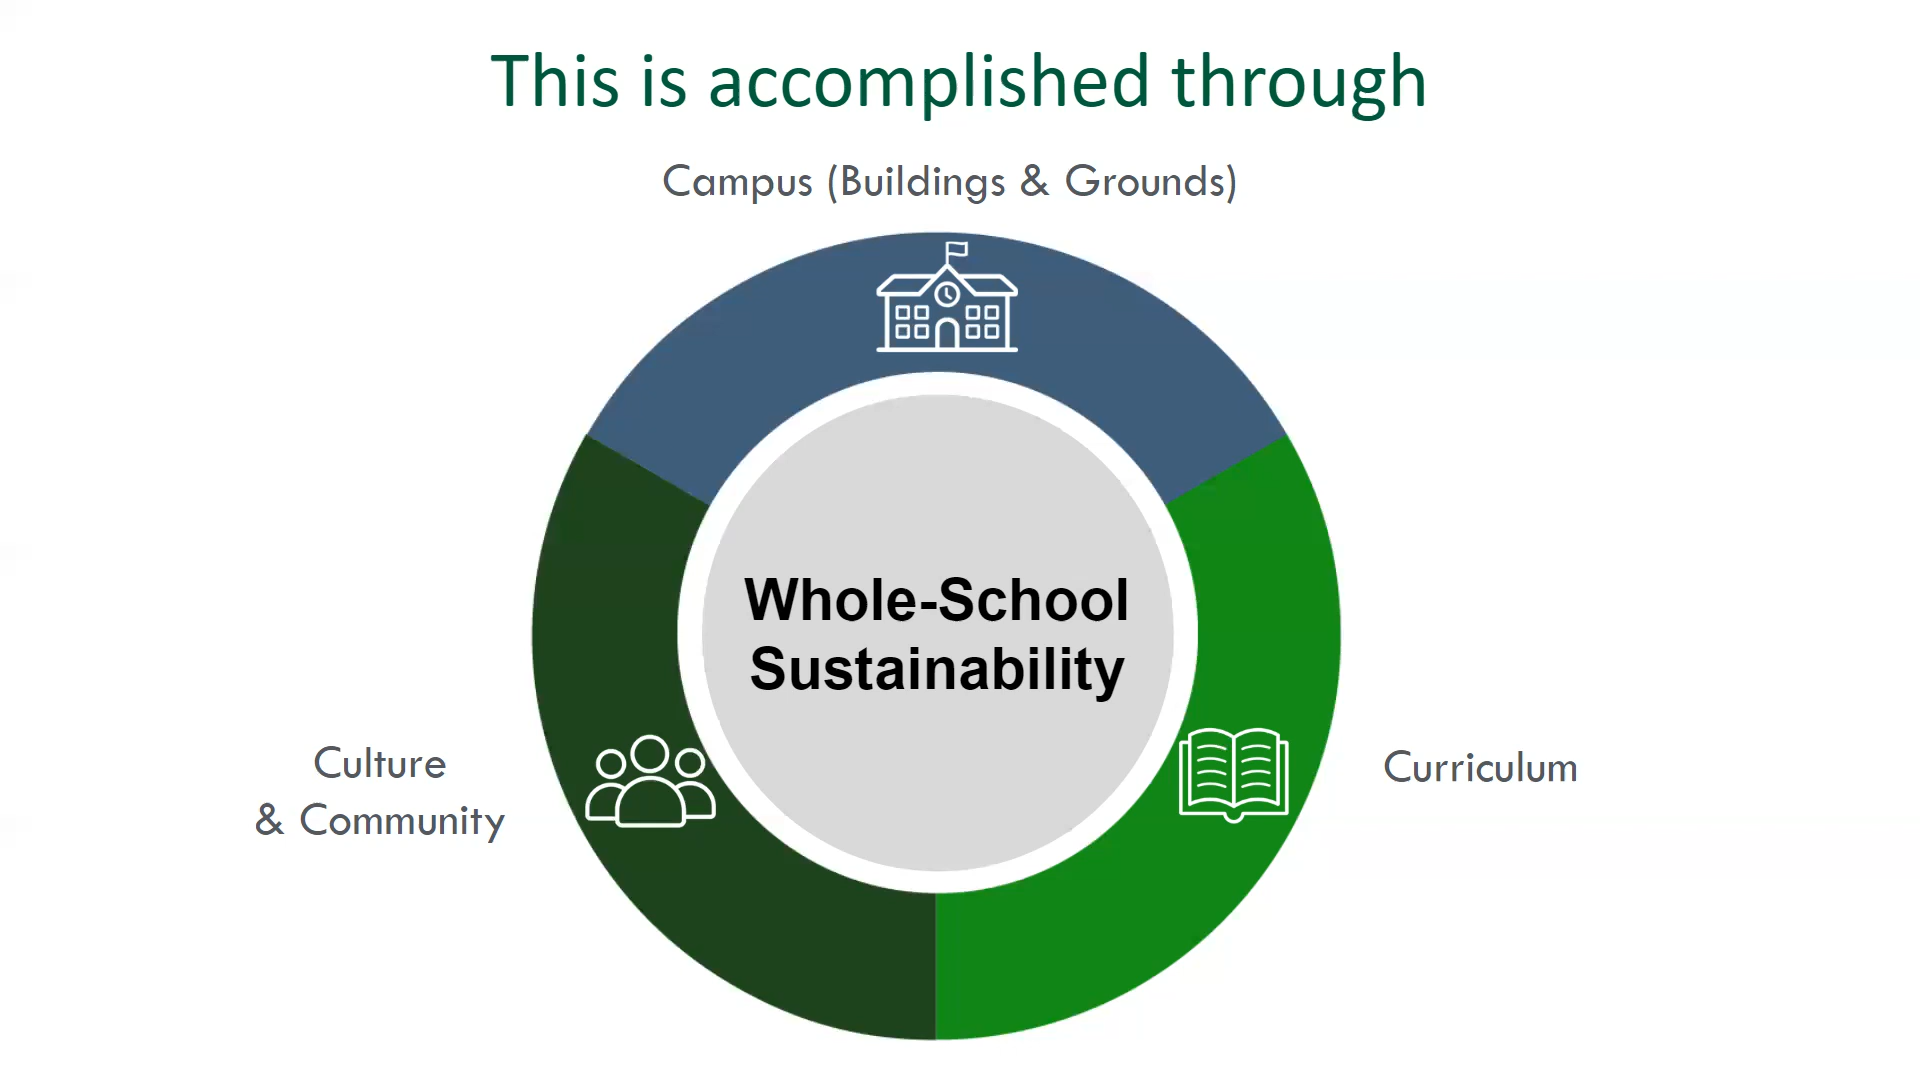 This is accomplished through
Campus (Buildings & Grounds)
Whole-School
Sustainability
Culture
& Community
Curriculum